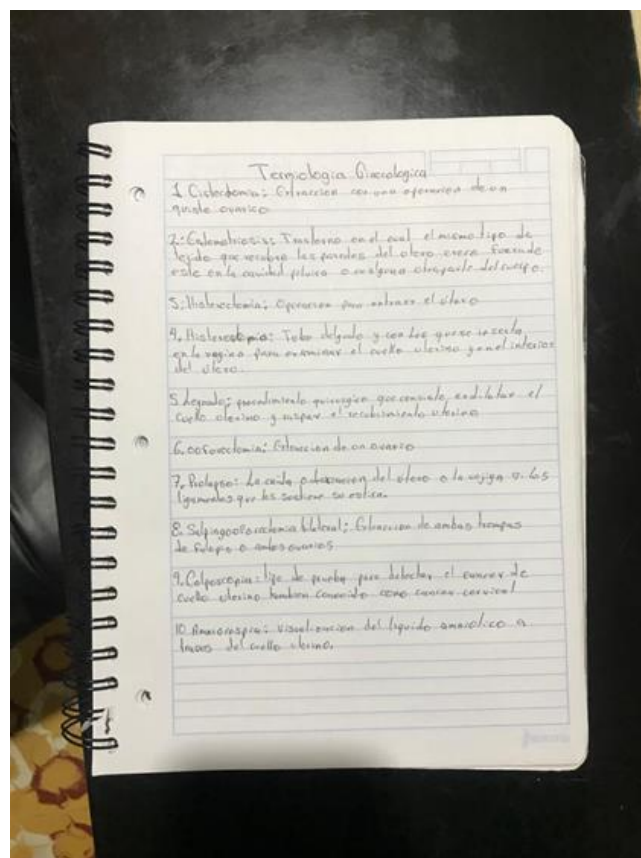 Termiologia Ginecologica
1 Cistectomia: Extraccion con una operacion de un
quiste ovarico
2: Endometriosis: Trastorno en el cual el mismo tipo de
tejido que recubre las paredes del utero crece fuera de
este en la cavidad pelvica o en alguna otra parte del cuerpo.
3: Histerectomia: Operacion para extraer el utero
4. Histeroscopia: Tubo delgado y con luz que se inserta
en la vagina para examinar el cuello uterino y en el interior
del utero.
5 Legrado: procedimiento quirurgico que consiste en dilatar el
cuello uterino y raspar el recubrimiento uterino
6. ooforectomia: Extraccion de un ovario
7. Prolapso: La caida o del utero o la vejiga a los
ligamentos que los sostiene se estira.
8. Salpingooforectomia bilateral: Extraccion de ambas trompas
de falopio o ambos ovarios
9. Colposcopia: tipo de prueba para detectar el cancer de
cuello uterino tambien conocido como cancer cervical
10. Amnioscopia: Visualizacion del liquido amniotico a
traves del cuello uterino.